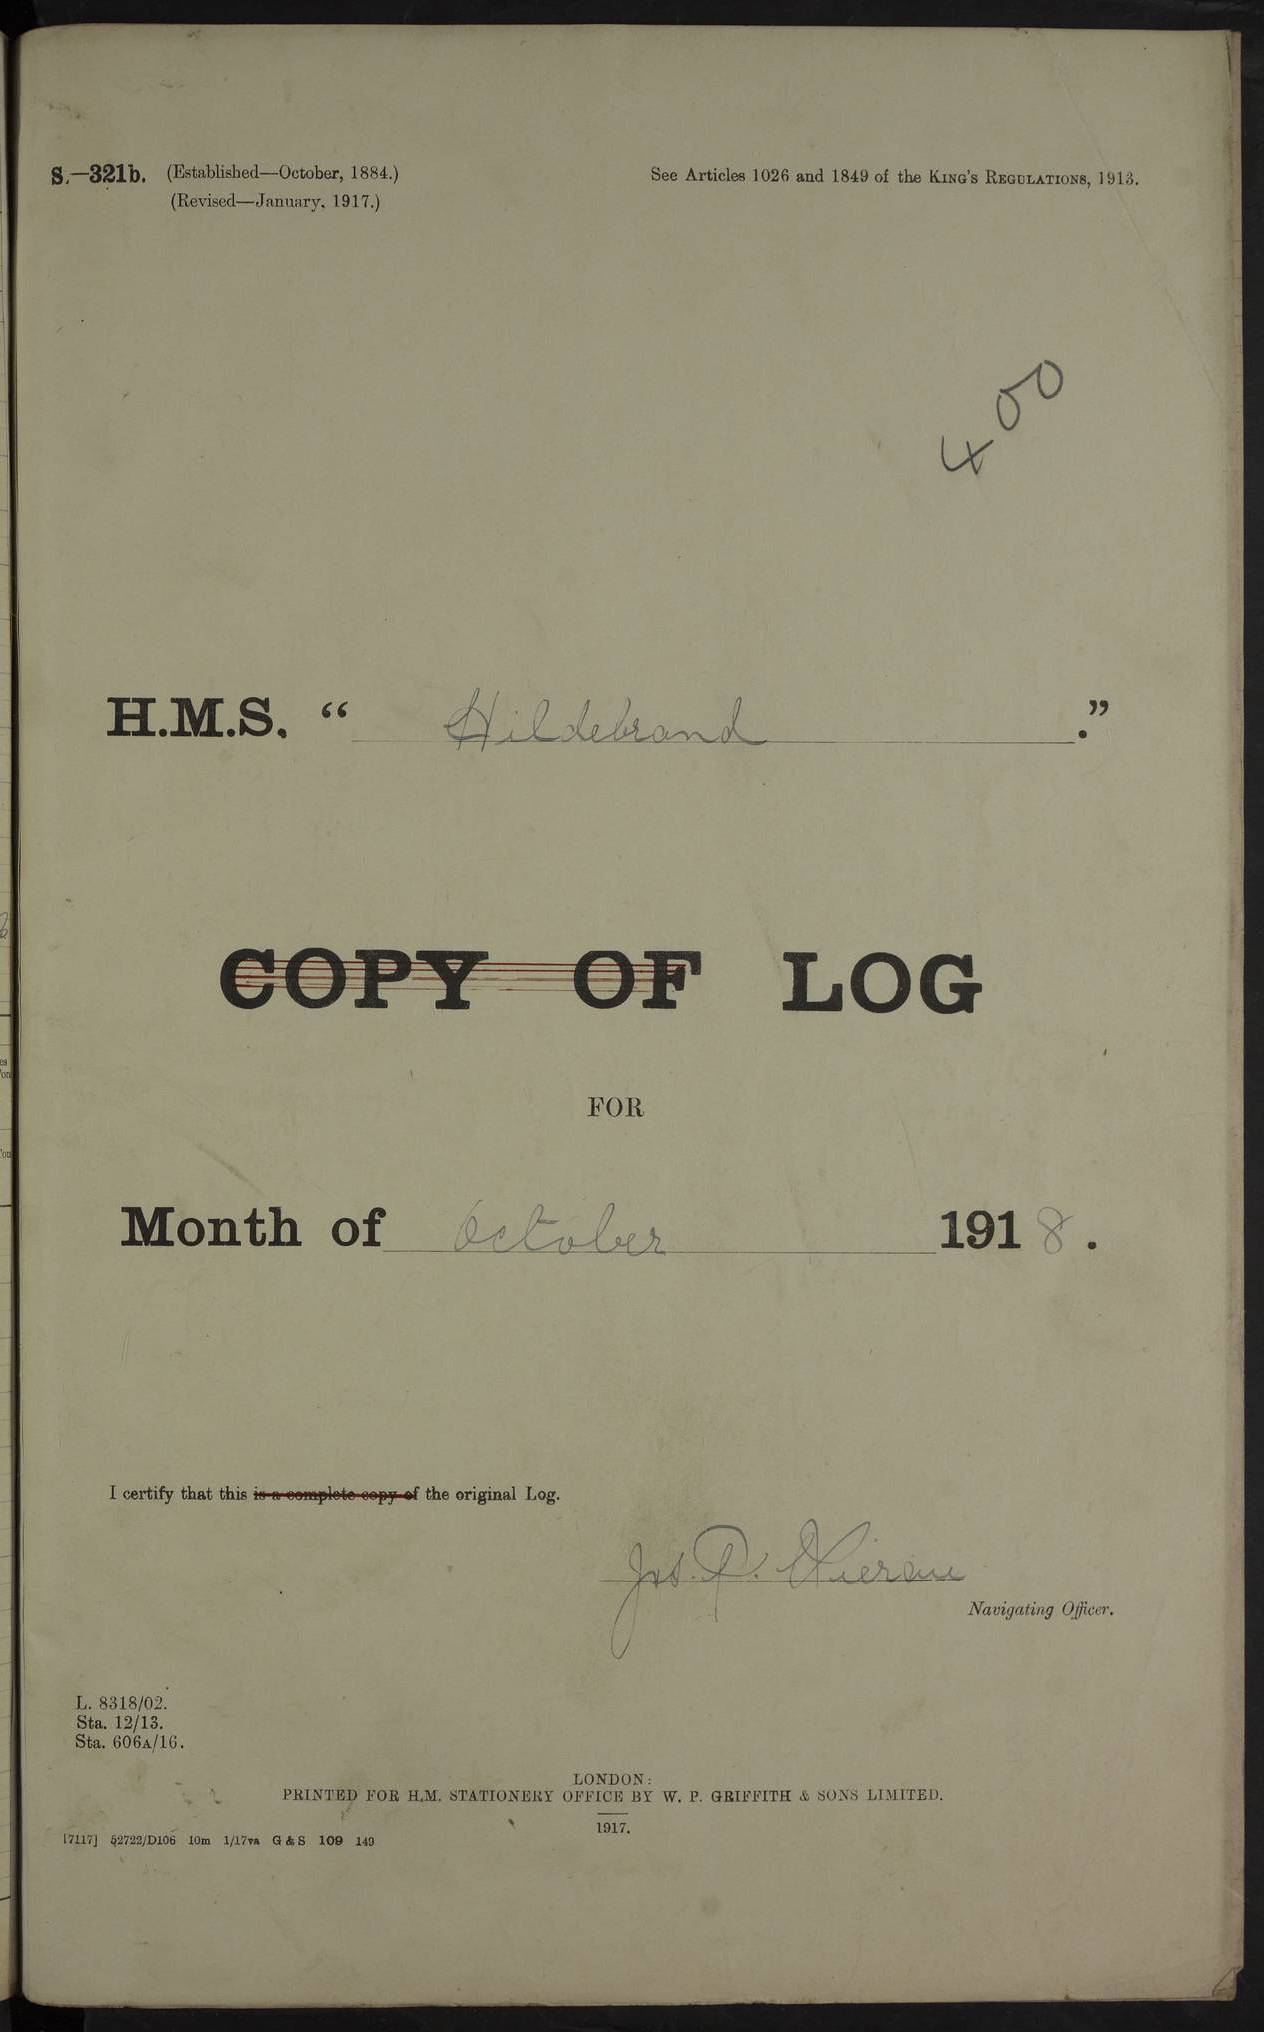 S.—321b. (Established—October, 1884.)
(Revised—January, 1917.)
See Articles 1026 and 1849 of the KING'S REGULATIONS, 1913.
400
H.M.S. “ Hildebrand .”
COPY OF LOG
FOR
Month of October 1918.
I certify that this is a complete copy of the original Log.
Jos. P. Kieran
Navigating Officer.
L. 8318/02.
Sta. 12/13.
Sta. 606A/16.
LONDON:
PRINTED FOR H.M. STATIONERY OFFICE BY W. P. GRIFFITH & SONS LIMITED.
1917.
[7117] 52722/D106 10m 1/17va G & S 109 149